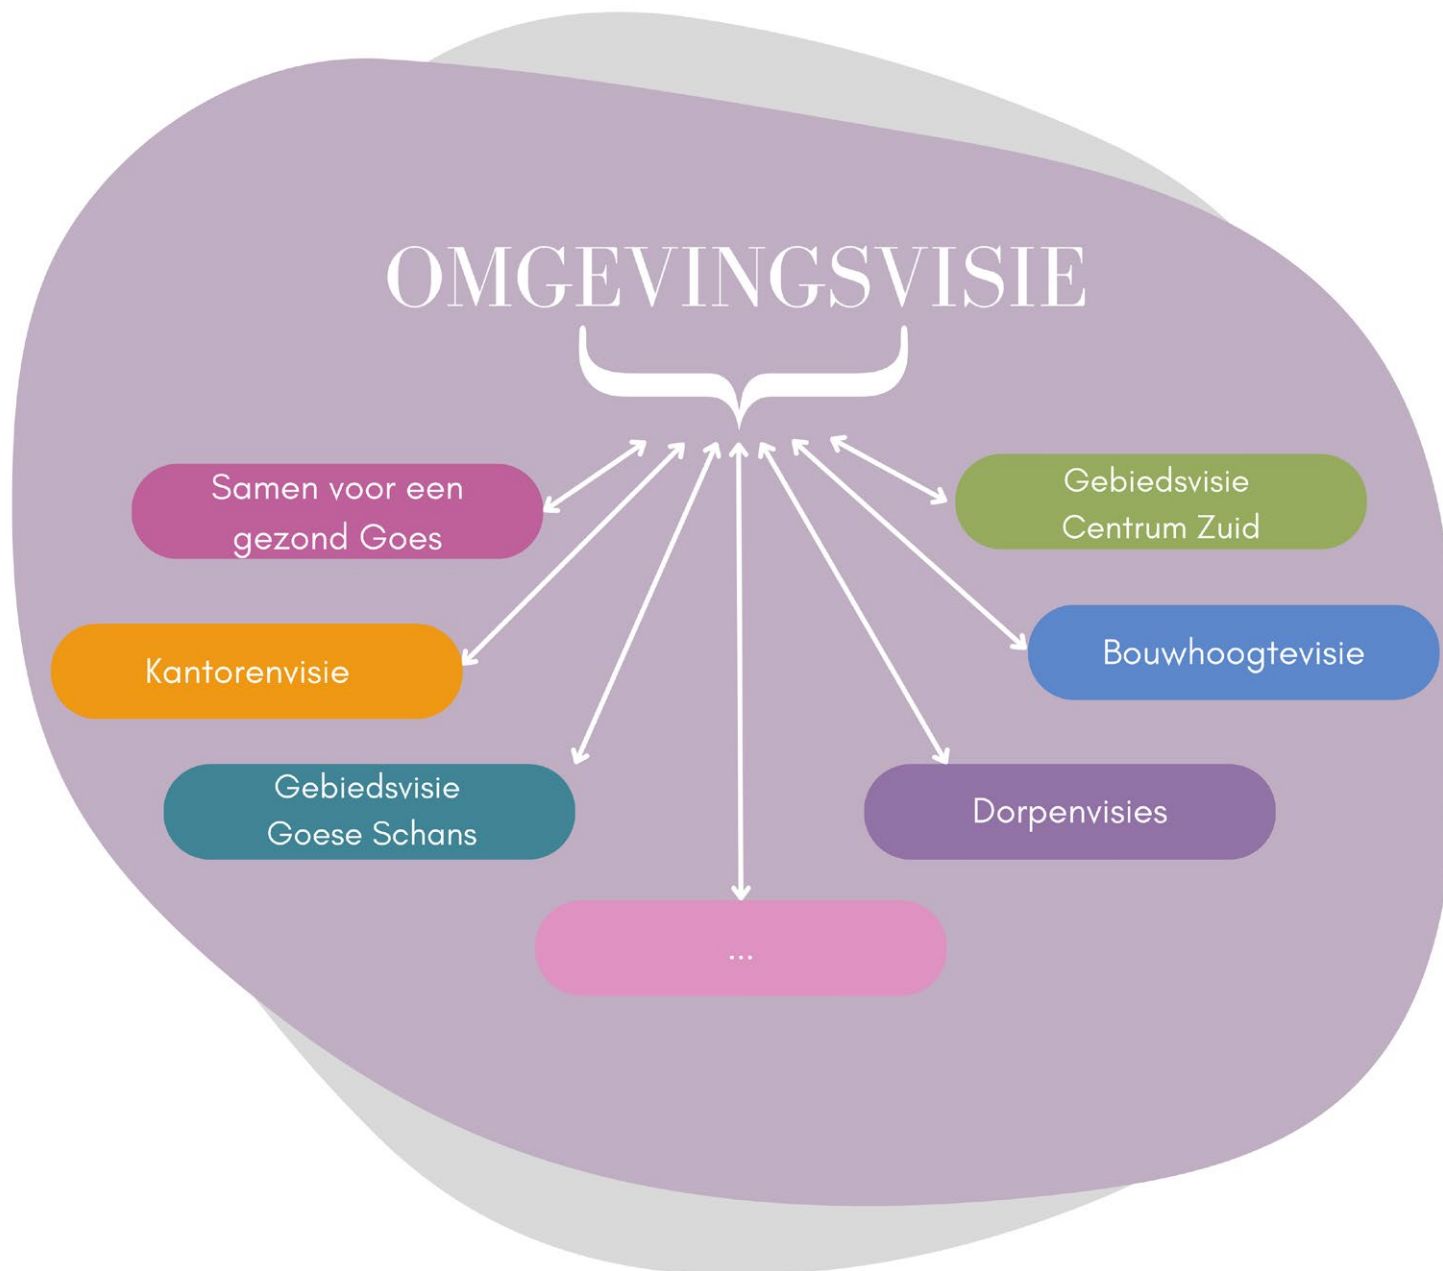 OMGEVINGSVISIE
Samen voor een
gezond Goes
Gebiedsvisie
Centrum Zuid
Kantorenvisie
Bouwhoogtevisie
Gebiedsvisie
Goese Schans
Dorpenvisies
...